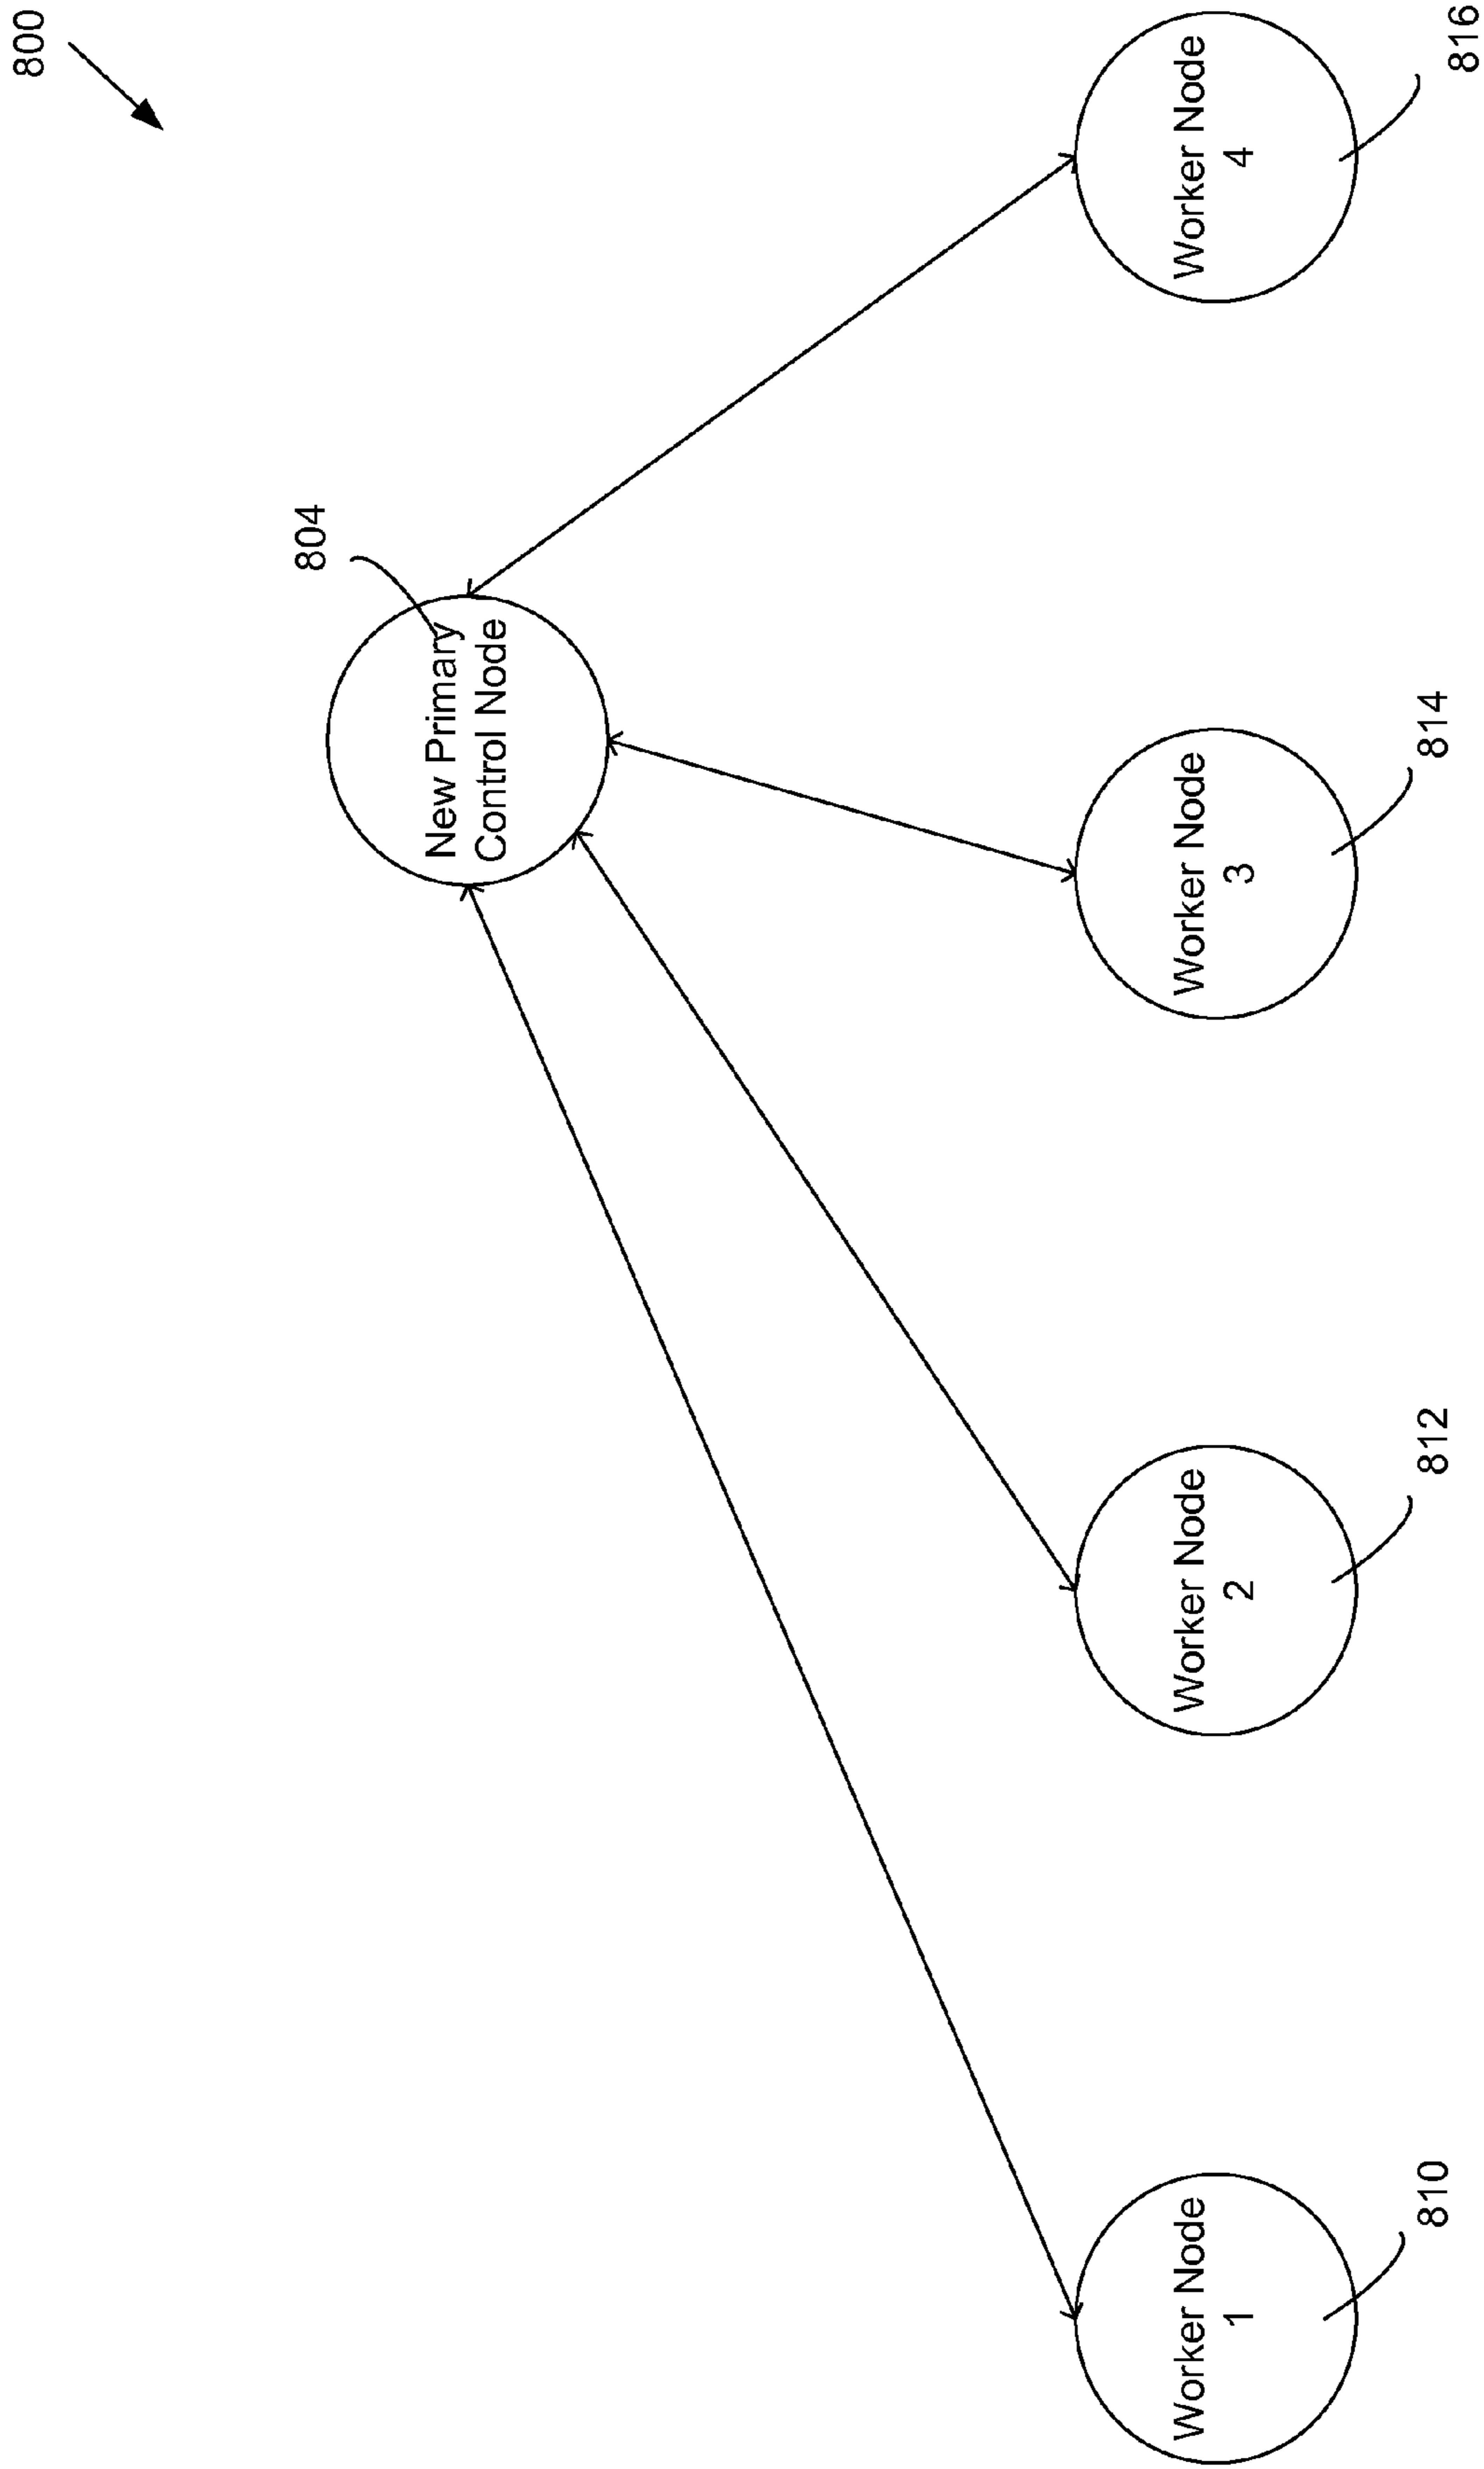 800
804
New Primary
Control Node
Worker Node
1
810
Worker Node
2
812
Worker Node
3
814
Worker Node
4
816